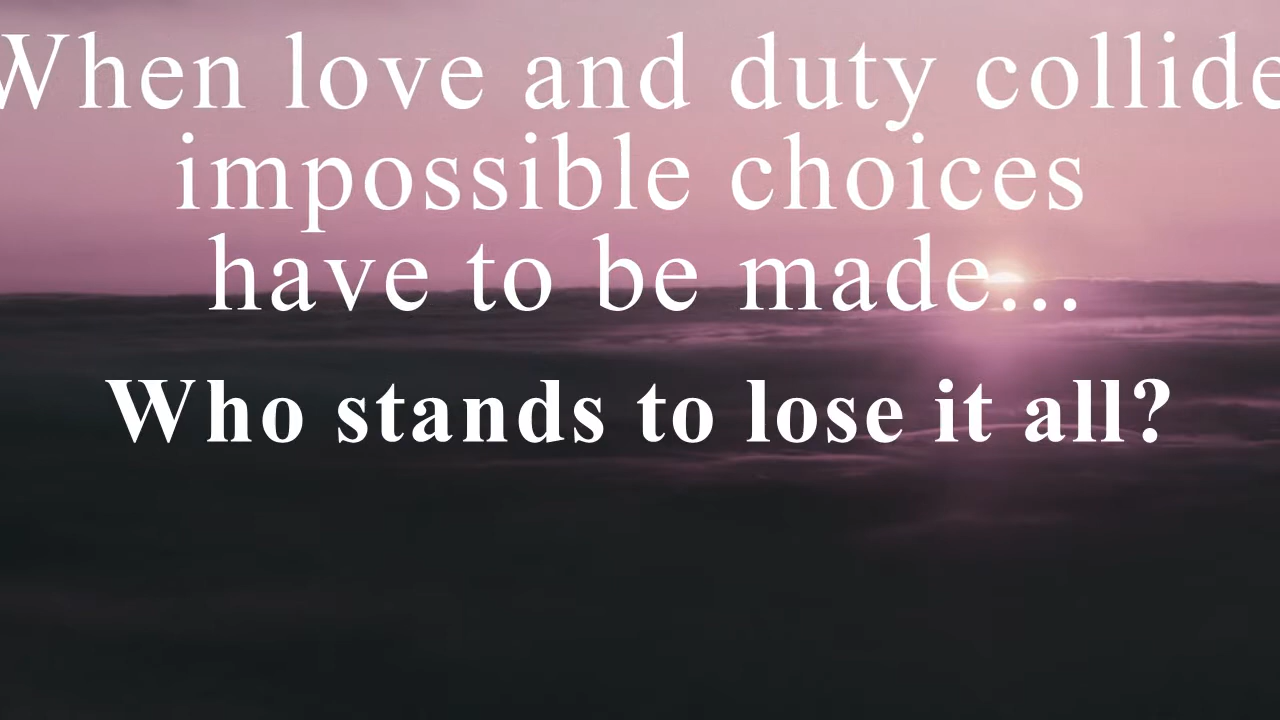 When love and duty collide
impossible choices
have to be made...
Who stands to lose it all?